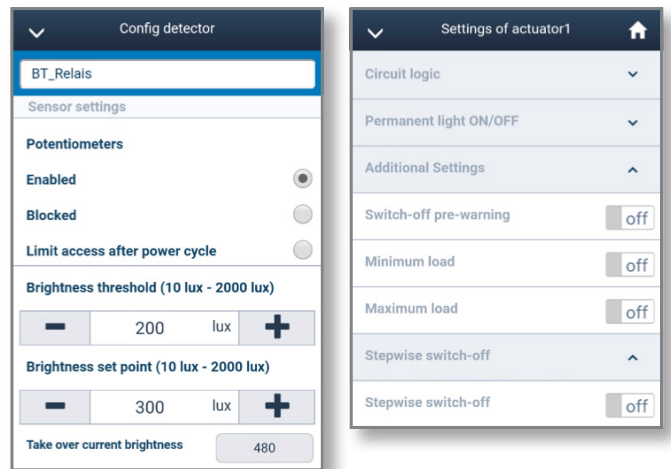 Config detector
BT_Relais
Sensor settings
Potentiometers
Enabled
Blocked
Limit access after power cycle
Brightness threshold (10 lux - 2000 lux)
200 lux
Brightness set point (10 lux - 2000 lux)
300 lux
Take over current brightness 480
Settings of actuator1
Circuit logic
Permanent light ON/OFF
Additional Settings
Switch-off pre-warning off
Minimum load off
Maximum load off
Stepwise switch-off
Stepwise switch-off off